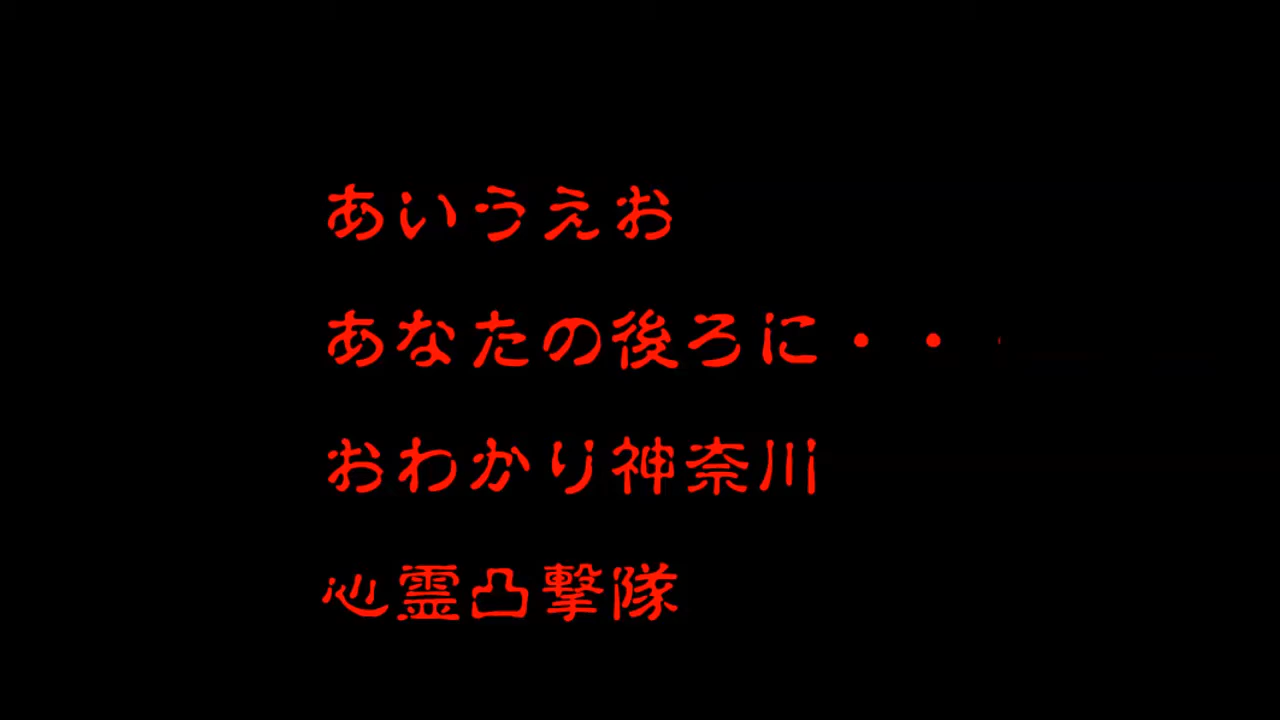 あいうえお
あなたの後ろに・・・
おわかり神奈川
心霊凸撃隊